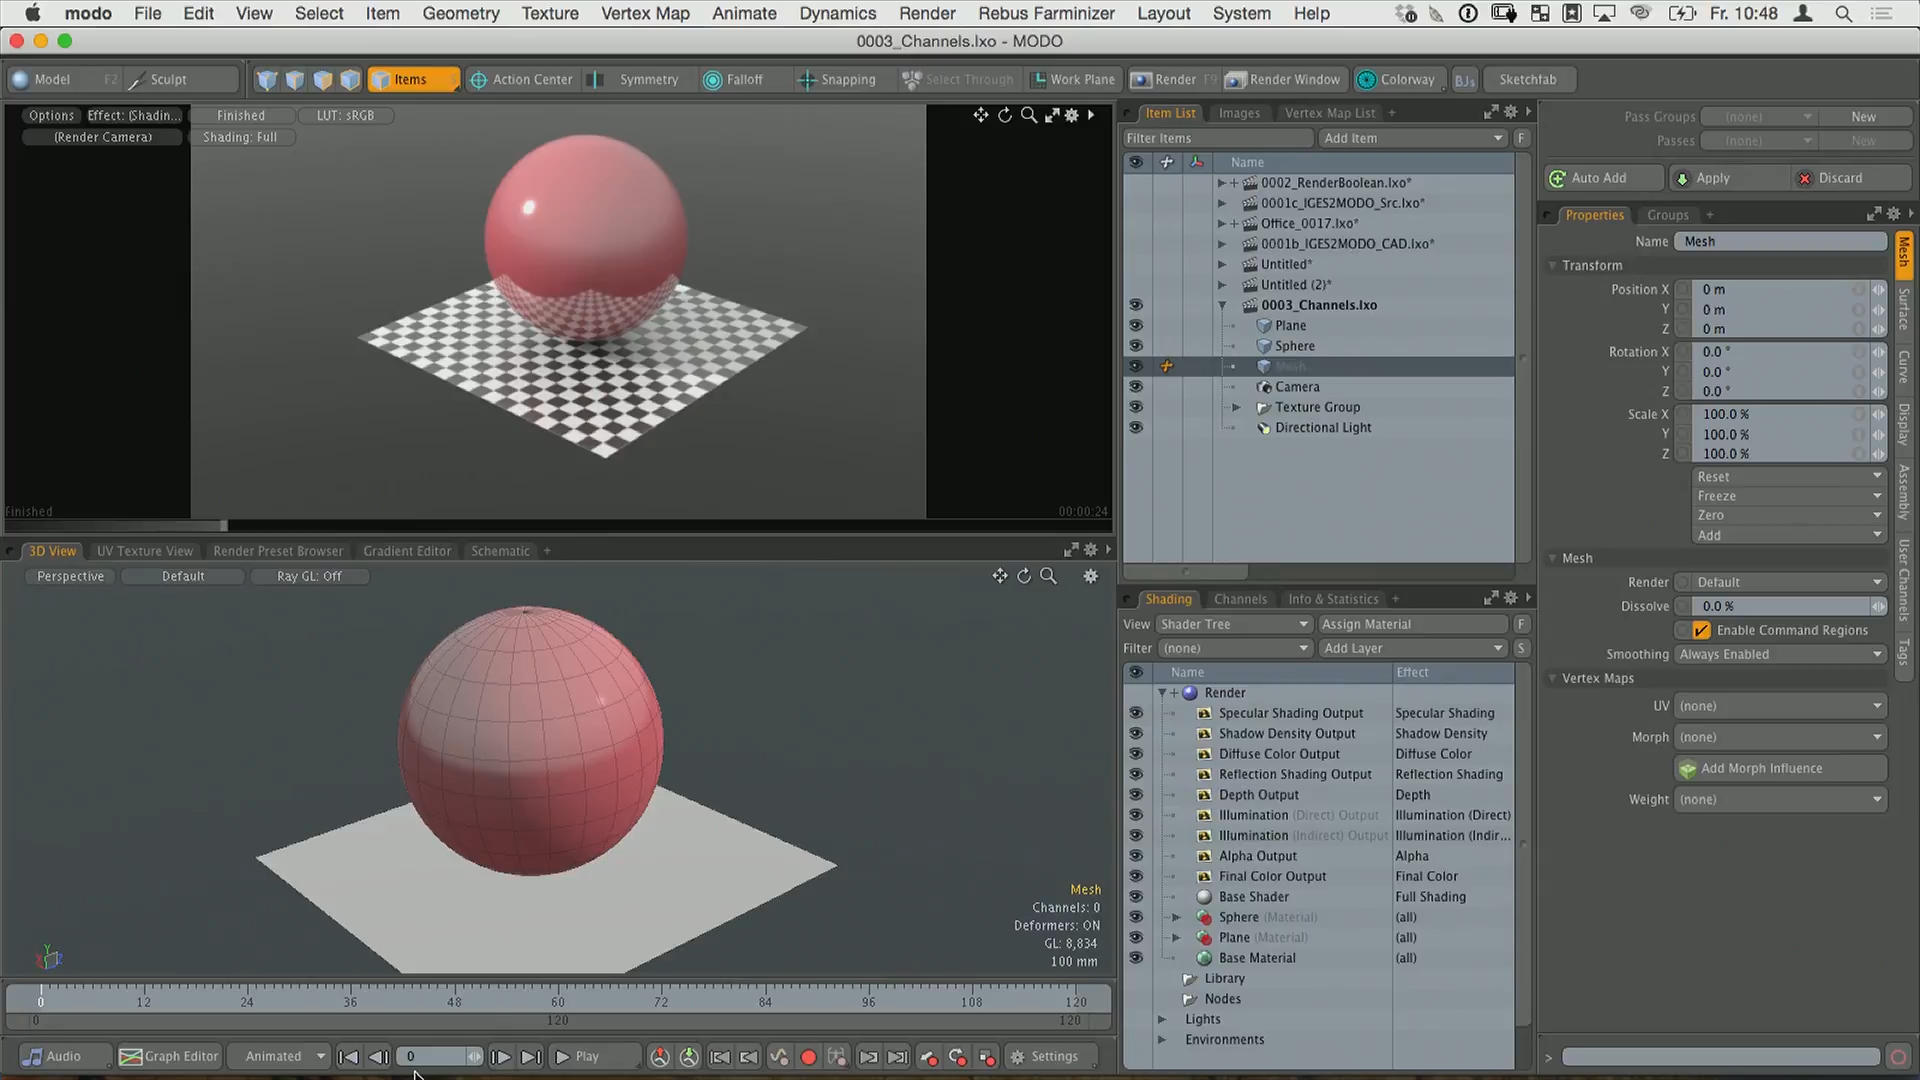 modo File Edit View Select Item Geometry Texture Vertex Map Animate Dynamics Render Rebus Farminizer Layout System Help Fr. 10:48
0003_Channels.lxo - MODO
Model F2 Sculpt Items Action Center Symmetry Falloff Snapping Select Through Work Plane Render F9 Render Window Colorway BJs Sketchfab
Options Effect: (Shadin... Finished LUT: sRGB
(Render Camera) Shading: Full
Finished 00:00:24
3D View UV Texture View Render Preset Browser Gradient Editor Schematic +
Perspective Default Ray GL: Off
Mesh
Channels: 0
Deformers: ON
GL: 8,834
100 mm
0 12 24 36 48 60 72 84 96 108 120
0 120 120
Audio Graph Editor Animated 0 Play Settings
Item List Images Vertex Map List +
Filter Items Add Item F
Name
0002_RenderBoolean.lxo*
0001c_IGES2MODO_Src.lxo*
Office_0017.lxo*
0001b_IGES2MODO_CAD.lxo*
Untitled*
Untitled (2)*
0003_Channels.lxo
Plane
Sphere
Mesh
Camera
Texture Group
Directional Light
Shading Channels Info & Statistics +
View Shader Tree Assign Material F
Filter (none) Add Layer S
Name Effect
Render
Specular Shading Output Specular Shading
Shadow Density Output Shadow Density
Diffuse Color Output Diffuse Color
Reflection Shading Output Reflection Shading
Depth Output Depth
Illumination (Direct) Output Illumination (Direct)
Illumination (Indirect) Output Illumination (Indir...
Alpha Output Alpha
Final Color Output Final Color
Base Shader Full Shading
Sphere (Material) (all)
Plane (Material) (all)
Base Material (all)
Library
Nodes
Lights
Environments
Pass Groups (none) New
Passes (none) New
Auto Add Apply Discard
Properties Groups +
Name Mesh
Transform
Position X 0 m
Y 0 m
Z 0 m
Rotation X 0.0 °
Y 0.0 °
Z 0.0 °
Scale X 100.0 %
Y 100.0 %
Z 100.0 %
Reset
Freeze
Zero
Add
Mesh
Render Default
Dissolve 0.0 %
Enable Command Regions
Smoothing Always Enabled
Vertex Maps
UV (none)
Morph (none)
Add Morph Influence
Weight (none)
>
Mesh
Surface
Curve
Display
Assembly
User Channels
Tags